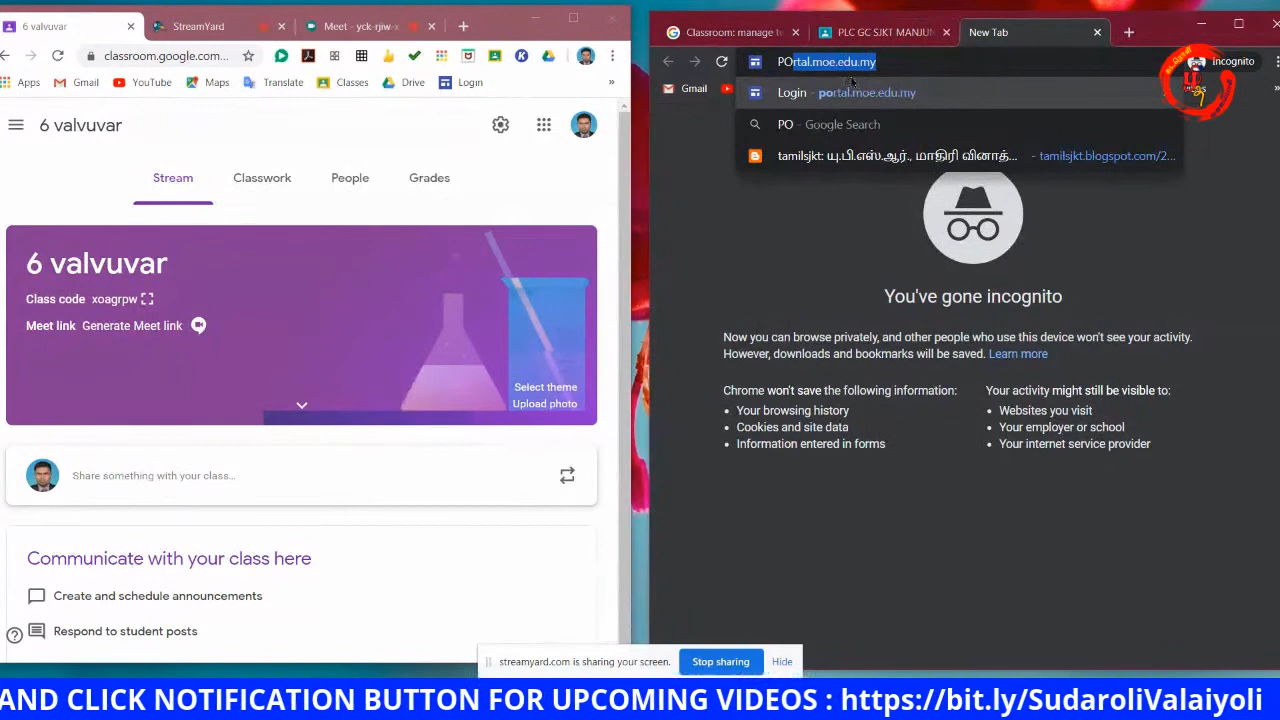 6 valvuvar
StreamYard
Meet - yck-rjiw-x
classroom.google.com...
Apps
Gmail
YouTube
Maps
Translate
Classes
Drive
Login
6 valvuvar
Stream
Classwork
People
Grades
6 valvuvar
Class code xoagrpw
Meet link Generate Meet link
Select theme
Upload photo
Share something with your class...
Communicate with your class here
Create and schedule announcements
Respond to student posts
Classroom: manage te
PLC GC SJKT MANJUN
New Tab
POrtal.moe.edu.my
Incognito
Gmail
Login - portal.moe.edu.my
PO - Google Search
tamilsjkt: யு.பி.எஸ்.ஆர்., மாதிரி வினாத்... - tamilsjkt.blogspot.com/2...
You've gone incognito
Now you can browse privately, and other people who use this device won't see your activity.
However, downloads and bookmarks will be saved. Learn more
Chrome won't save the following information:
Your browsing history
Cookies and site data
Information entered in forms
Your activity might still be visible to:
Websites you visit
Your employer or school
Your internet service provider
streamyard.com is sharing your screen.
Stop sharing
Hide
AND CLICK NOTIFICATION BUTTON FOR UPCOMING VIDEOS : https://bit.ly/SudaroliValaiyoli